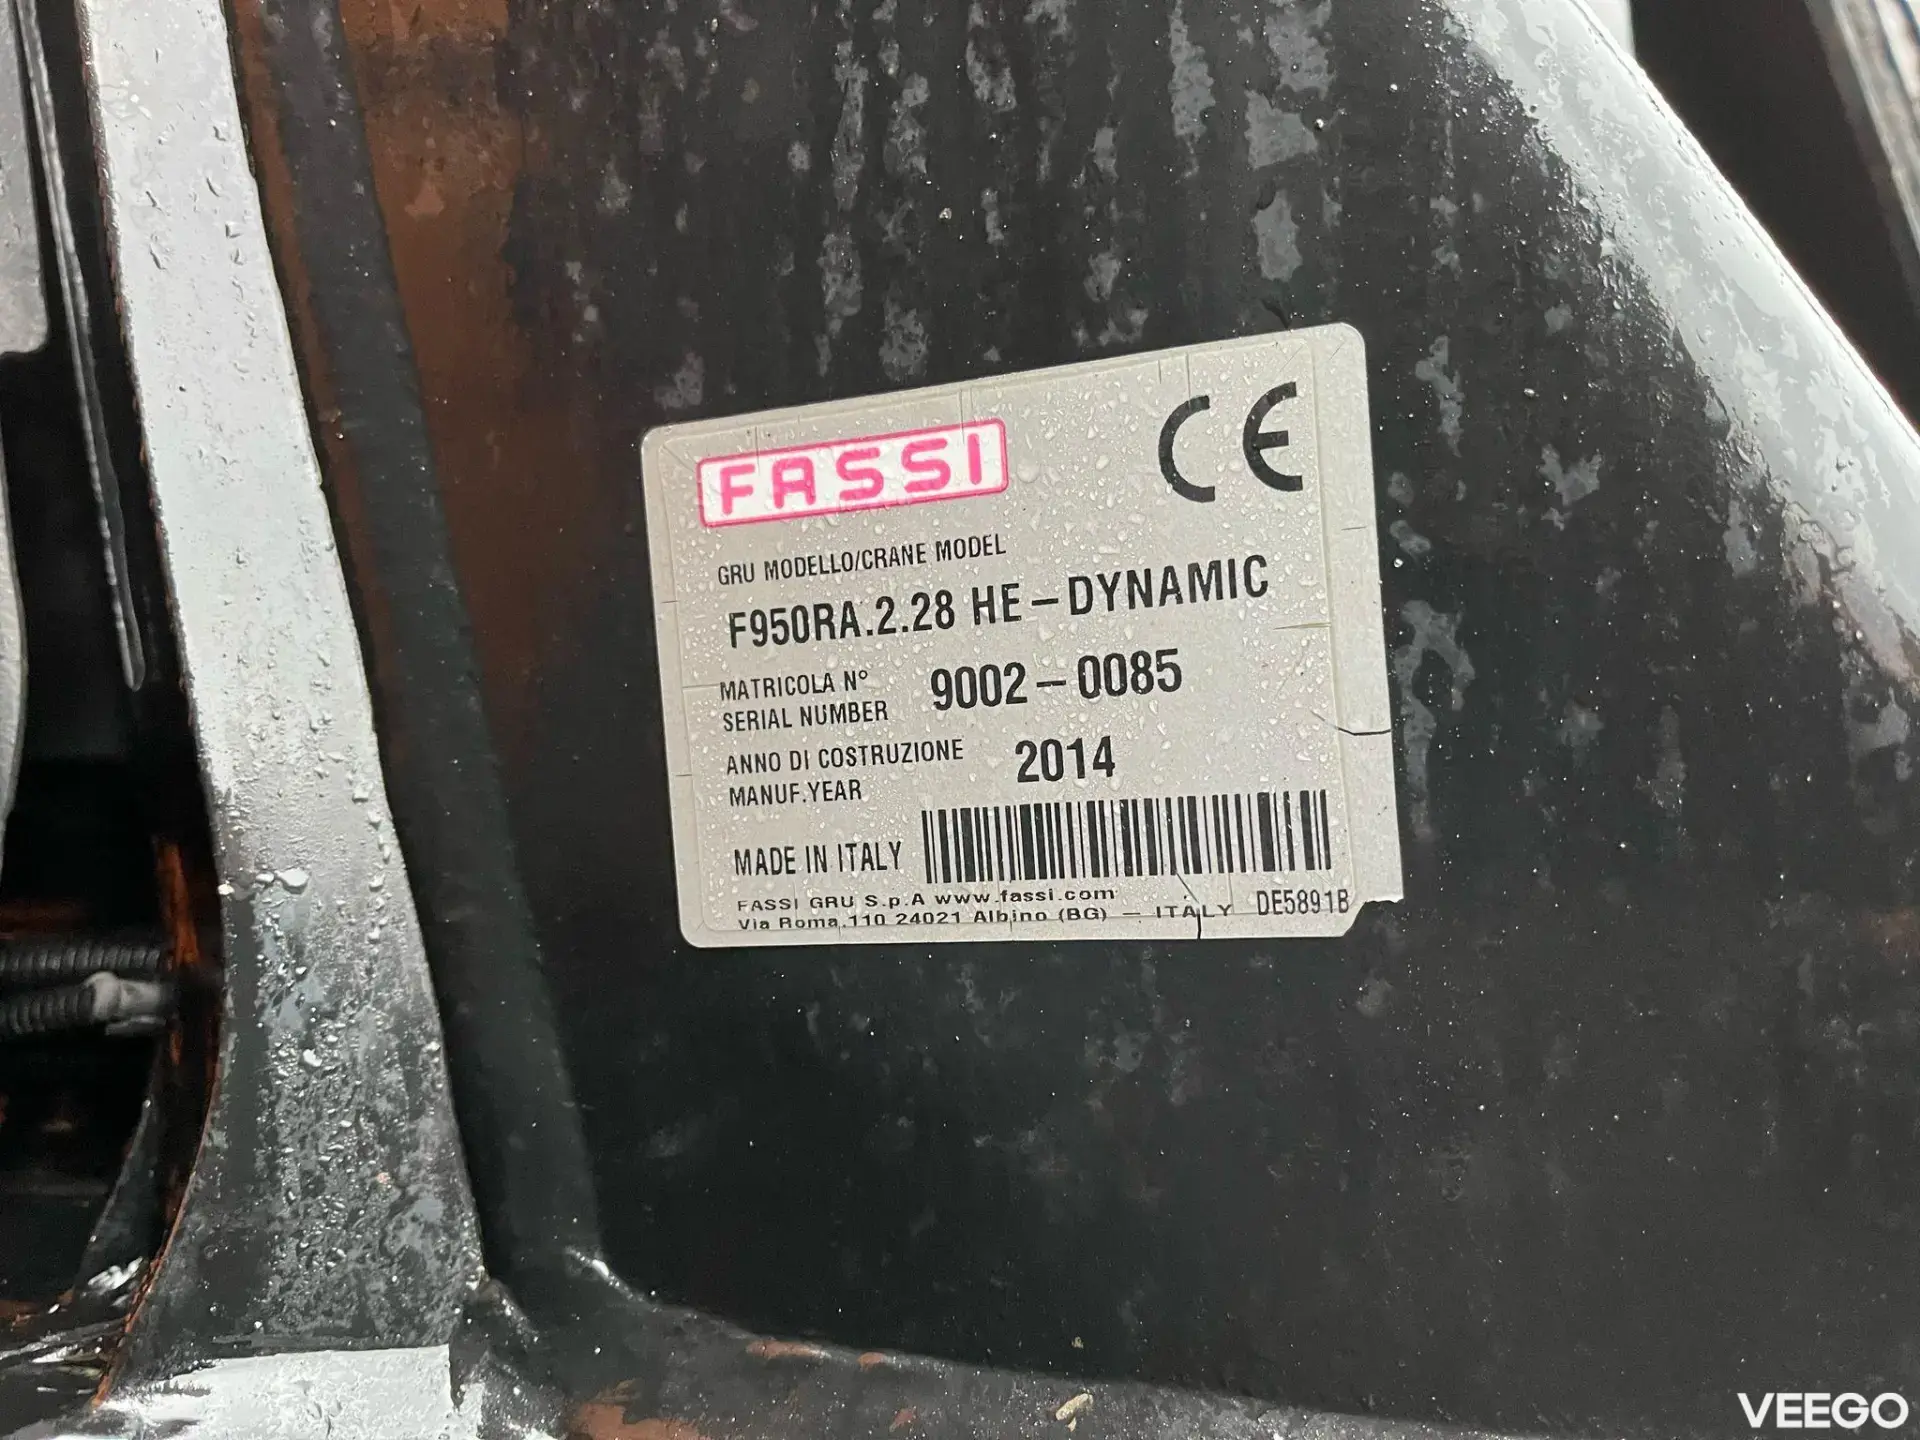 FASSI
CE
GRU MODELLO/CRANE MODEL
F950RA.2.28 HE-DYNAMIC
MATRICOLA N° 9002-0085
SERIAL NUMBER
ANNO DI COSTRUZIONE 2014
MANUF.YEAR
MADE IN ITALY
FASSI GRU S.p.A www.fassi.com
Via Roma,110 24021 Albino (BG) - ITALY DE5891B
VEEGO